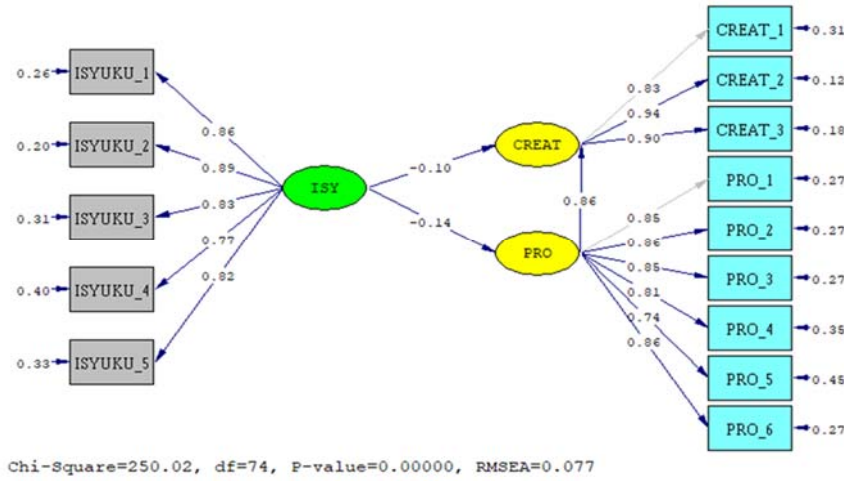 CREAT_1
0.31
0.26
ISYUKU_1
CREAT_2
0.12
0.83
0.94
0.86
CREAT_3
0.18
0.20
ISYUKU_2
0.90
CREAT
0.89
-0.10
PRO_1
0.27
ISY
0.83
0.86
0.85
0.31
ISYUKU_3
-0.14
PRO_2
0.27
0.77
0.86
PRO
0.85
PRO_3
0.27
0.82
0.40
ISYUKU_4
0.81
0.74
PRO_4
0.35
0.86
0.33
ISYUKU_5
PRO_5
0.45
PRO_6
0.27
Chi-Square=250.02, df=74, P-value=0.00000, RMSEA=0.077